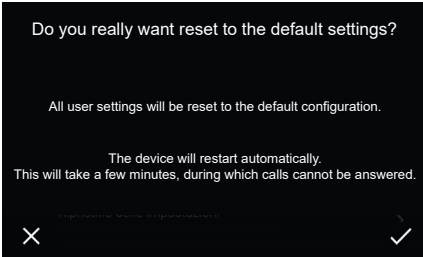 Do you really want reset to the default settings?
All user settings will be reset to the default configuration.
The device will restart automatically.
This will take a few minutes, during which calls cannot be answered.